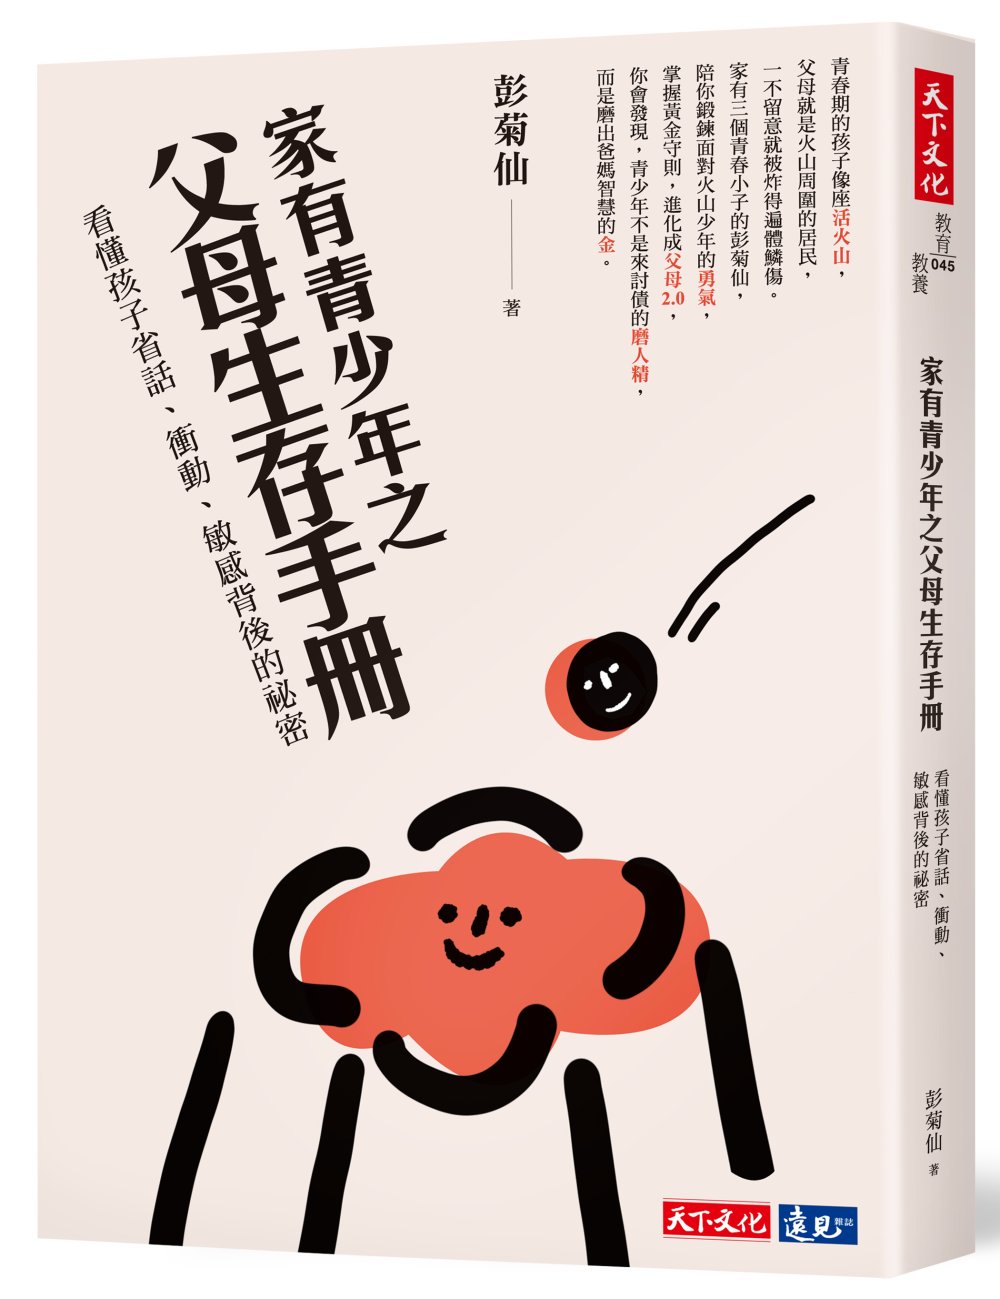 青春期的孩子像座活火山，
父母就是火山周圍的居民，
一不留意就被炸得遍體鱗傷。
家有三個青春小子的彭菊仙，
陪你鍛鍊面對火山少年的勇氣，
掌握黃金守則，進化成父母2.0，
你會發現，青少年不是來討債的磨人精，
而是磨出爸媽智慧的金。
彭菊仙——著
家有青少年之
父母生存手冊
看懂孩子省話、衝動、敏感背後的祕密
天下文化
遠見雜誌
天下文化
教育
教養
045
家有青少年之父母生存手冊
看懂孩子省話、衝動、
敏感背後的祕密
彭菊仙 著